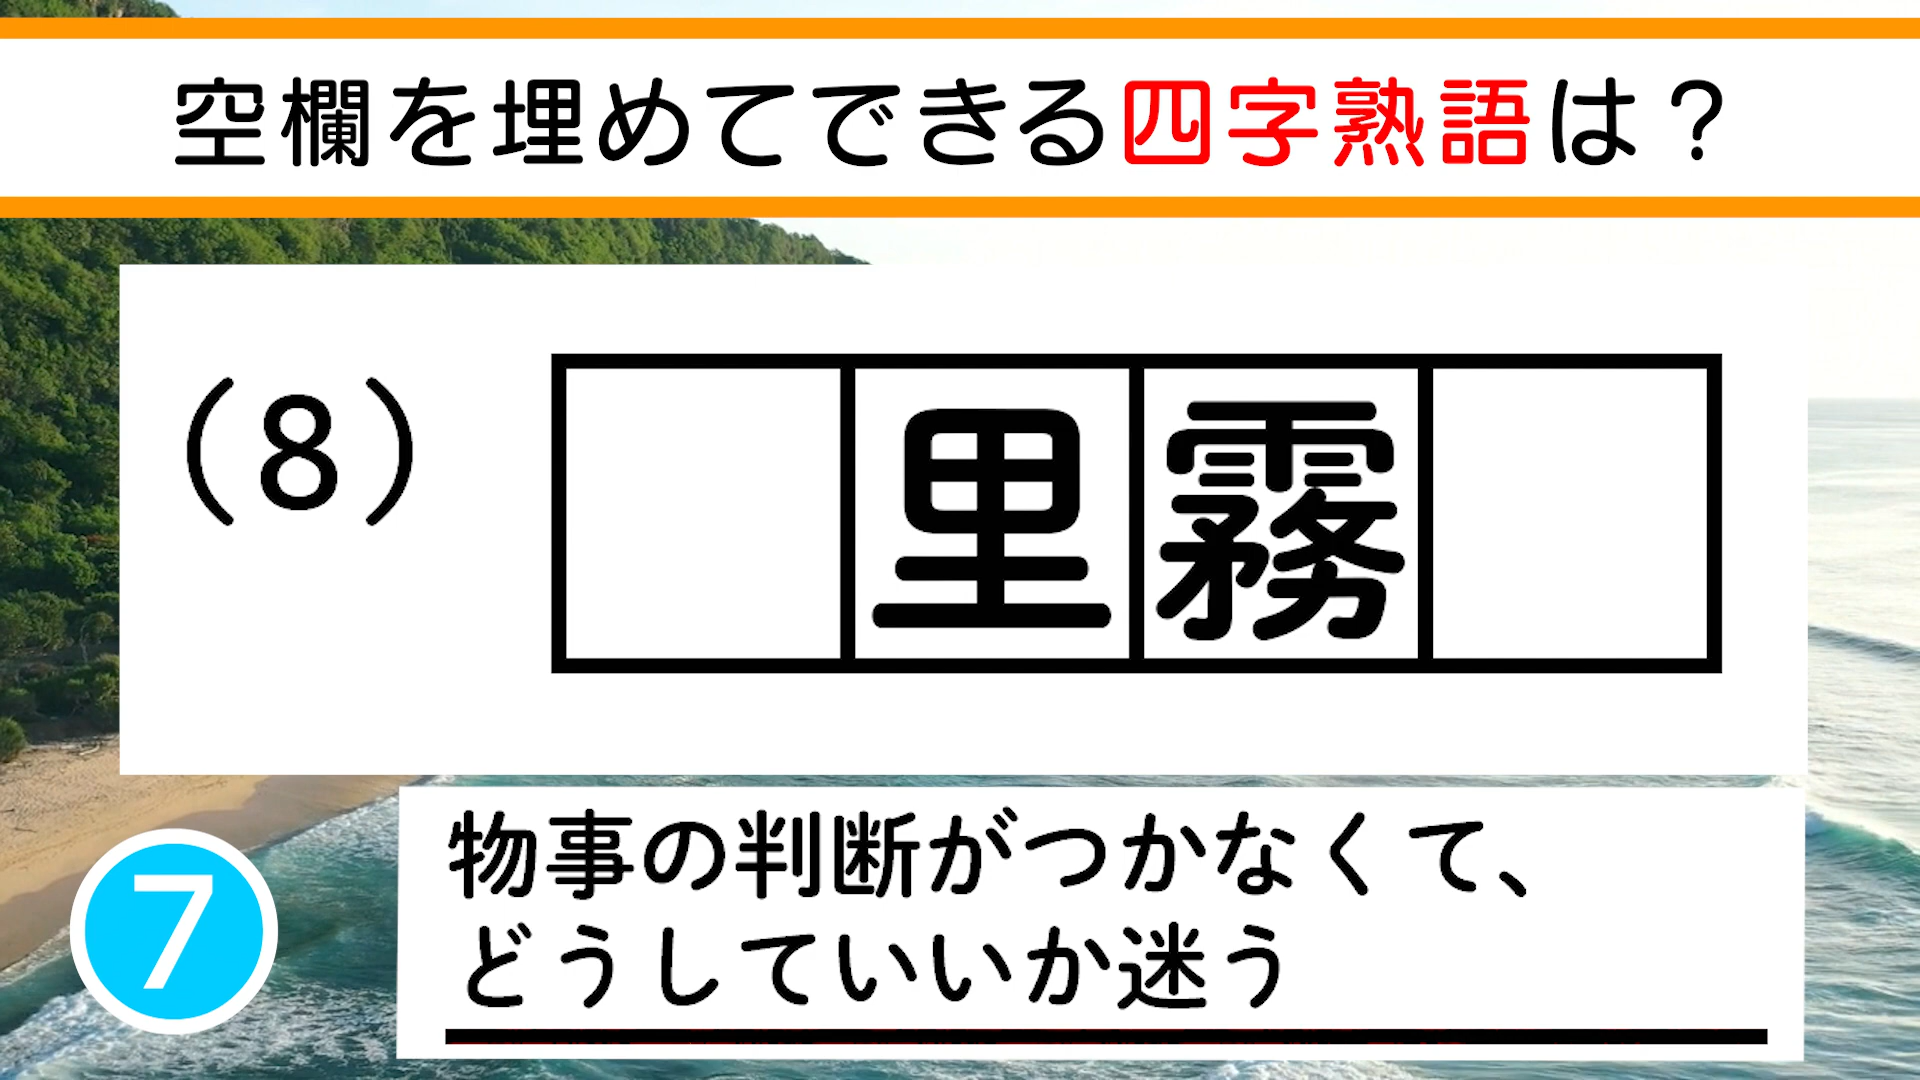 空欄を埋めてできる四字熟語は？
（8）
里霧
7
物事の判断がつかなくて、
どうしていいか迷う